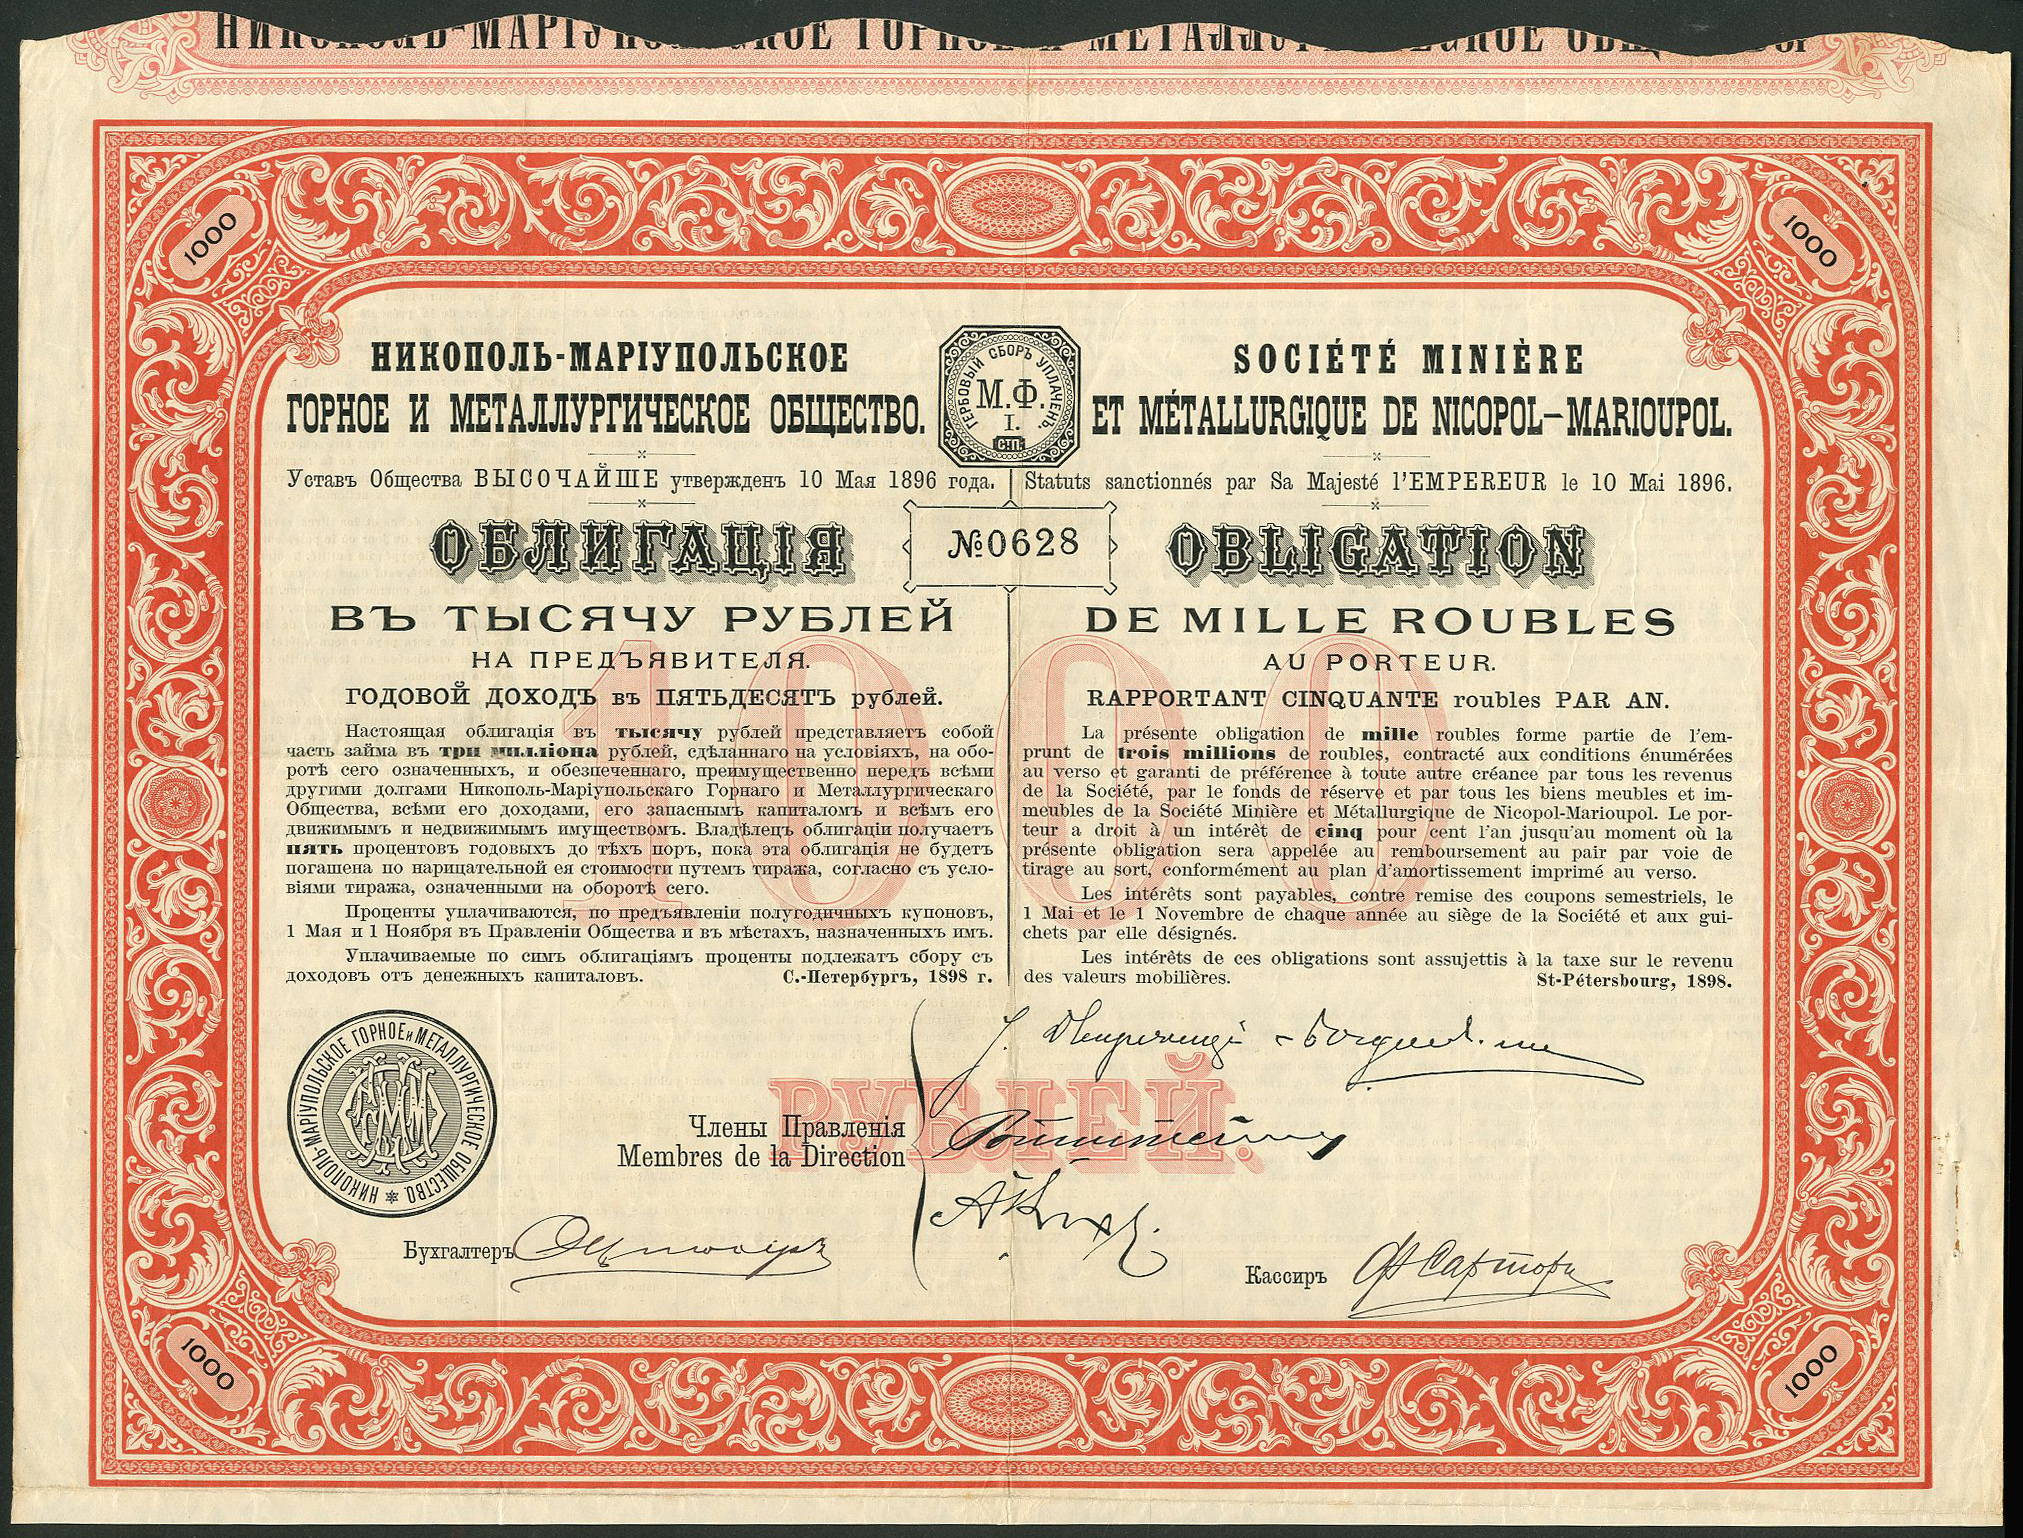 1000
1000
НИКОПОЛЬ-МАРІУПОЛЬСКОЕ
ГОРНОЕ И МЕТАЛЛУРГИЧЕСКОЕ ОБЩЕСТВО.
Уставъ Общества ВЫСОЧАЙШЕ утвержденъ 10 Мая 1896 года.
ГЕРБОВЫЙ СБОРЪ УПЛАЧЕНЪ.
М.Ф.
I.
С-П.
SOCIÉTÉ MINIÈRE
ET MÉTALLURGIQUE DE NICOPOL—MARIOUPOL.
Statuts sanctionnés par Sa Majesté l'EMPEREUR le 10 Mai 1896.
№ 0628
ОБЛИГАЦІЯ
ВЪ ТЫСЯЧУ РУБЛЕЙ
НА ПРЕДЪЯВИТЕЛЯ.
ГОДОВОЙ ДОХОДЪ въ ПЯТЬДЕСЯТЪ рублей.
Настоящая облигація въ тысячу рублей представляетъ собой
часть займа въ три милліона рублей, сдѣланнаго на условіяхъ, на обо-
ротѣ сего означенныхъ, и обезпеченнаго, преимущественно передъ всѣми
другими долгами Никополь-Маріупольскаго Горнаго и Металлургическаго
Общества, всѣми его доходами, его запаснымъ капиталомъ и всѣмъ его
движимымъ и недвижимымъ имуществомъ. Владѣлецъ облигаціи получаетъ
пять процентовъ годовыхъ до тѣхъ поръ, пока эта облигація не будетъ
погашена по нарицательной ея стоимости путемъ тиража, согласно съ усло-
віями тиража, означенными на оборотѣ сего.
Проценты уплачиваются, по предъявленіи полугодичныхъ купоновъ,
1 Мая и 1 Ноября въ Правленіи Общества и въ мѣстахъ, назначенныхъ имъ.
Уплачиваемые по симъ облигаціямъ проценты подлежатъ сбору съ
доходовъ отъ денежныхъ капиталовъ. С.-Петербургъ, 1898 г.
OBLIGATION
DE MILLE ROUBLES
AU PORTEUR.
RAPPORTANT CINQUANTE roubles PAR AN.
La présente obligation de mille roubles forme partie de l'em-
prunt de trois millions de roubles, contracté aux conditions énumérées
au verso et garanti de préférence à toute autre créance par tous les revenus
de la Société, par le fonds de réserve et par tous les biens meubles et im-
meubles de la Société Minière et Métallurgique de Nicopol-Marioupol. Le por-
teur a droit à un intérêt de cinq pour cent l'an jusqu'au moment où la
présente obligation sera appelée au remboursement au pair par voie de
tirage au sort, conformément au plan d'amortissement imprimé au verso.
Les intérêts sont payables, contre remise des coupons semestriels, le
1 Mai et le 1 Novembre de chaque année au siège de la Société et aux gui-
chets par elle désignés.
Les intérêts de ces obligations sont assujettis à la taxe sur le revenu
des valeurs mobilières. St-Pétersbourg, 1898.
1000
РУБЛЕЙ.
НИКОПОЛЬ-МАРІУПОЛЬСКОЕ ГОРНОЕ и МЕТАЛЛУРГИЧЕСКОЕ ОБЩЕСТВО.
Члены Правленія
Membres de la Direction
Бухгалтеръ
Кассиръ
1000
1000